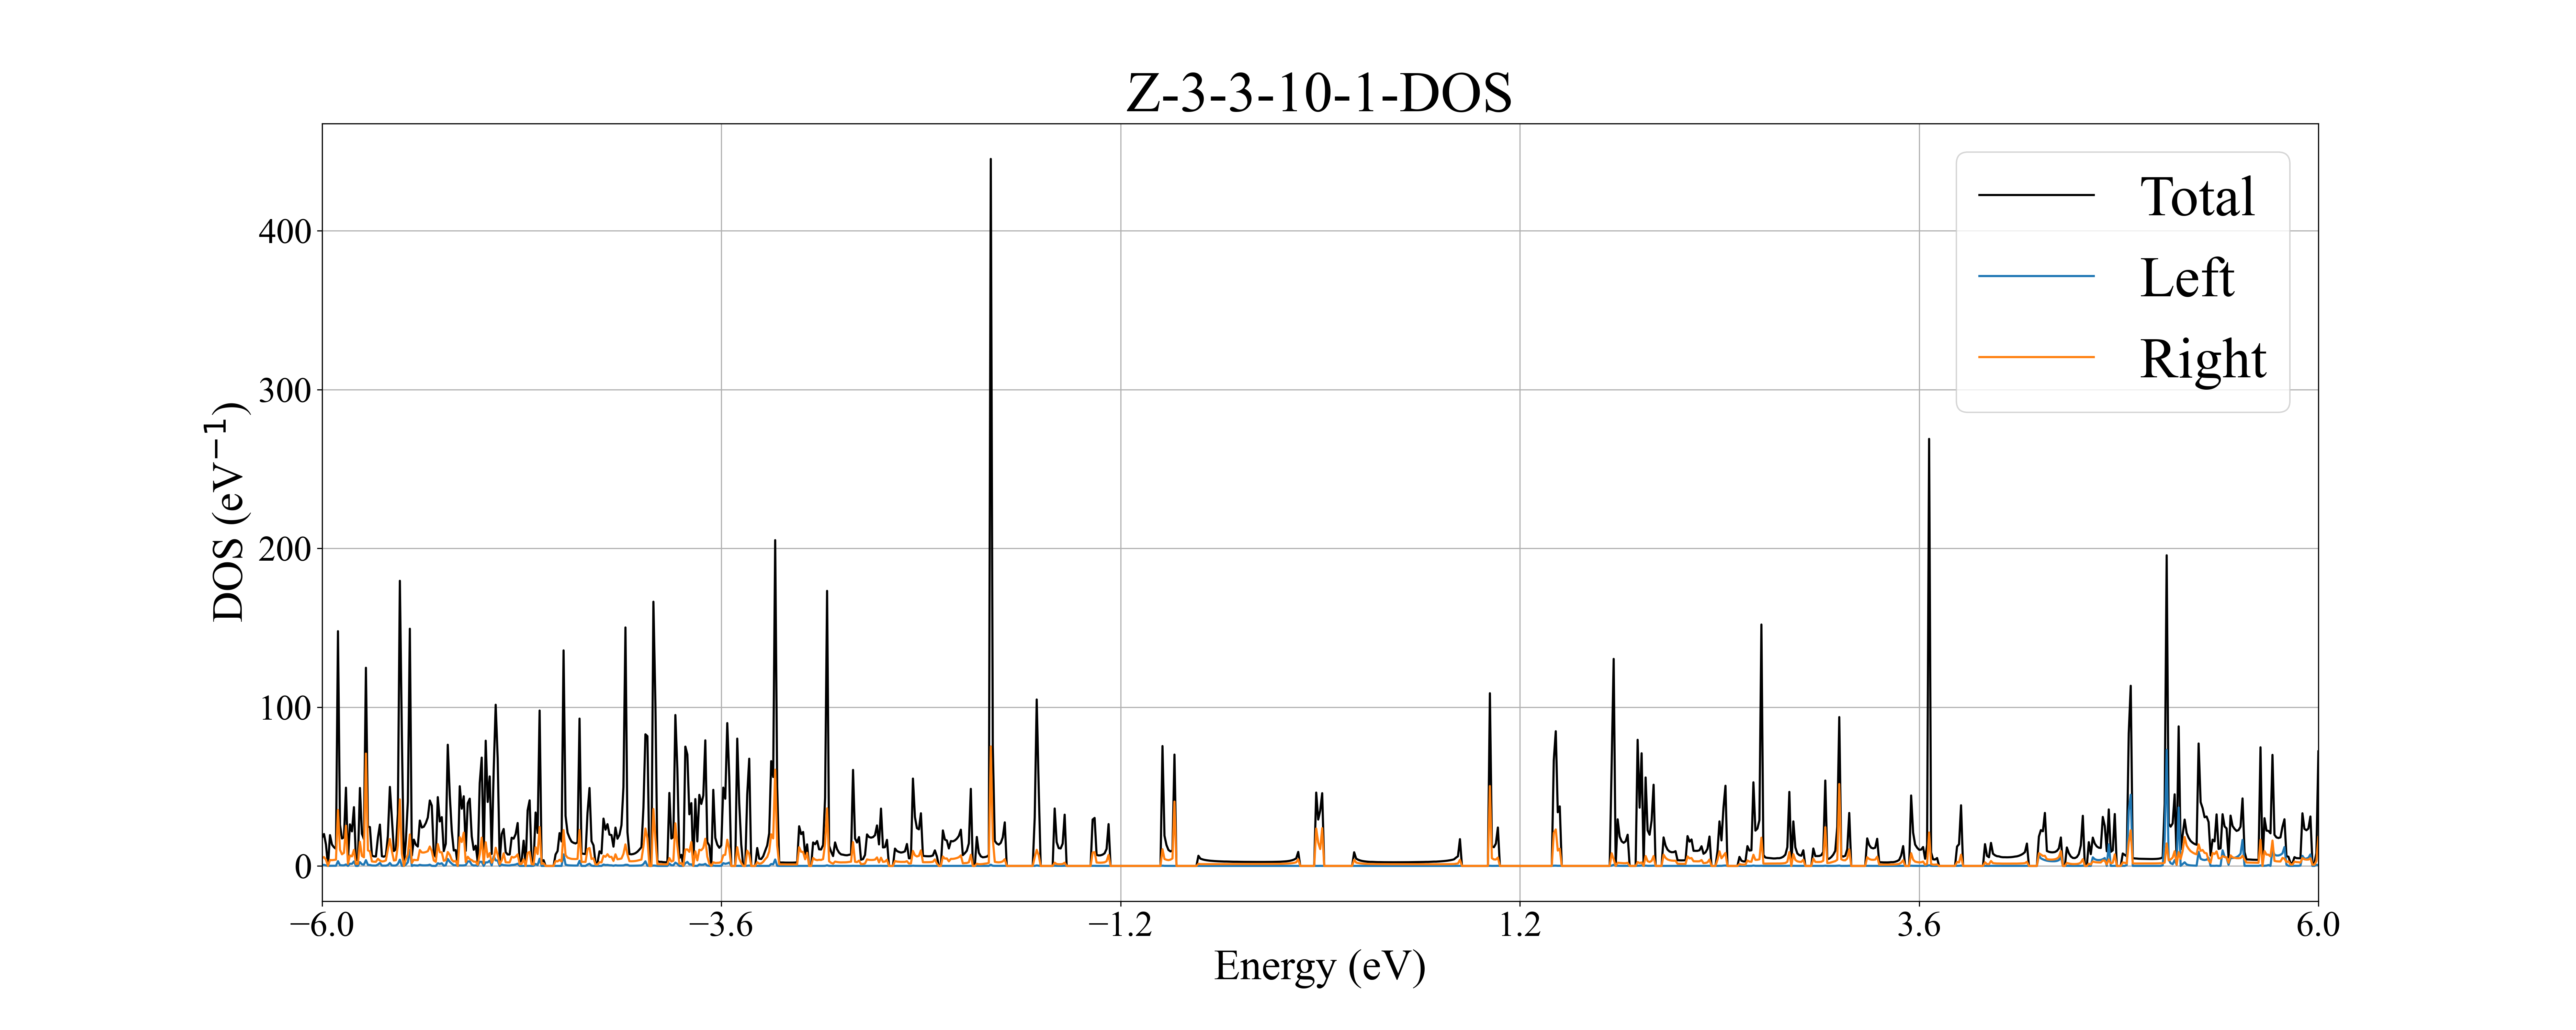 Z-3-3-10-1-DOS
Total
Left
Right
400
300
200
100
0
DOS (eV⁻¹)
−6.0 −3.6 −1.2 1.2 3.6 6.0
Energy (eV)